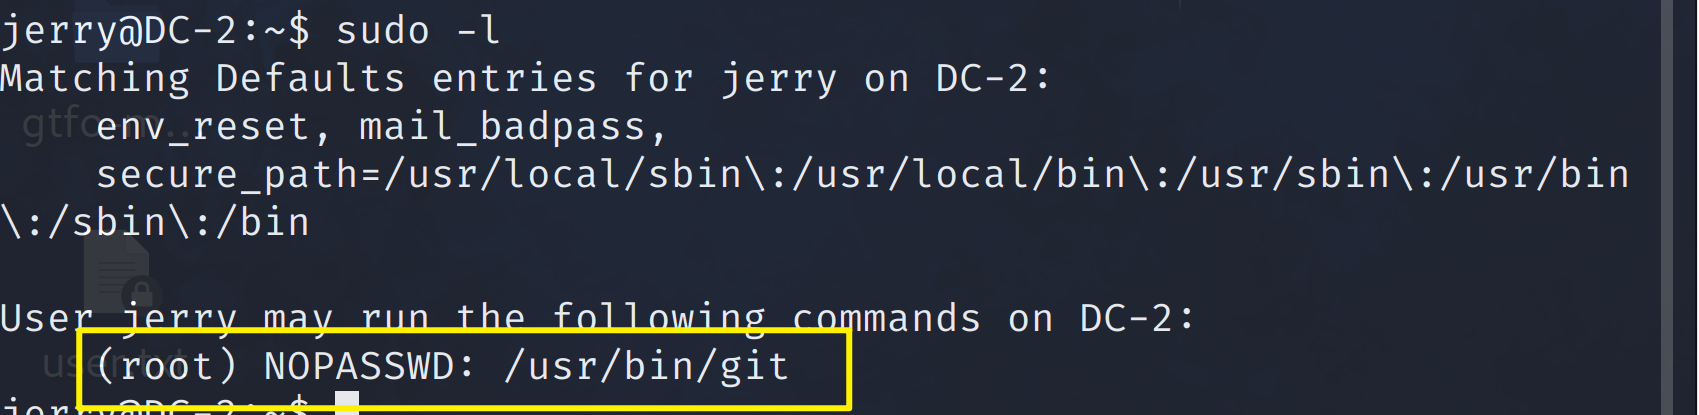 jerry@DC-2:~$ sudo -l
Matching Defaults entries for jerry on DC-2:
    env_reset, mail_badpass,
    secure_path=/usr/local/sbin\:/usr/local/bin\:/usr/sbin\:/usr/bin
\:/sbin\:/bin

User jerry may run the following commands on DC-2:
    (root) NOPASSWD: /usr/bin/git
jerry@DC-2:~$